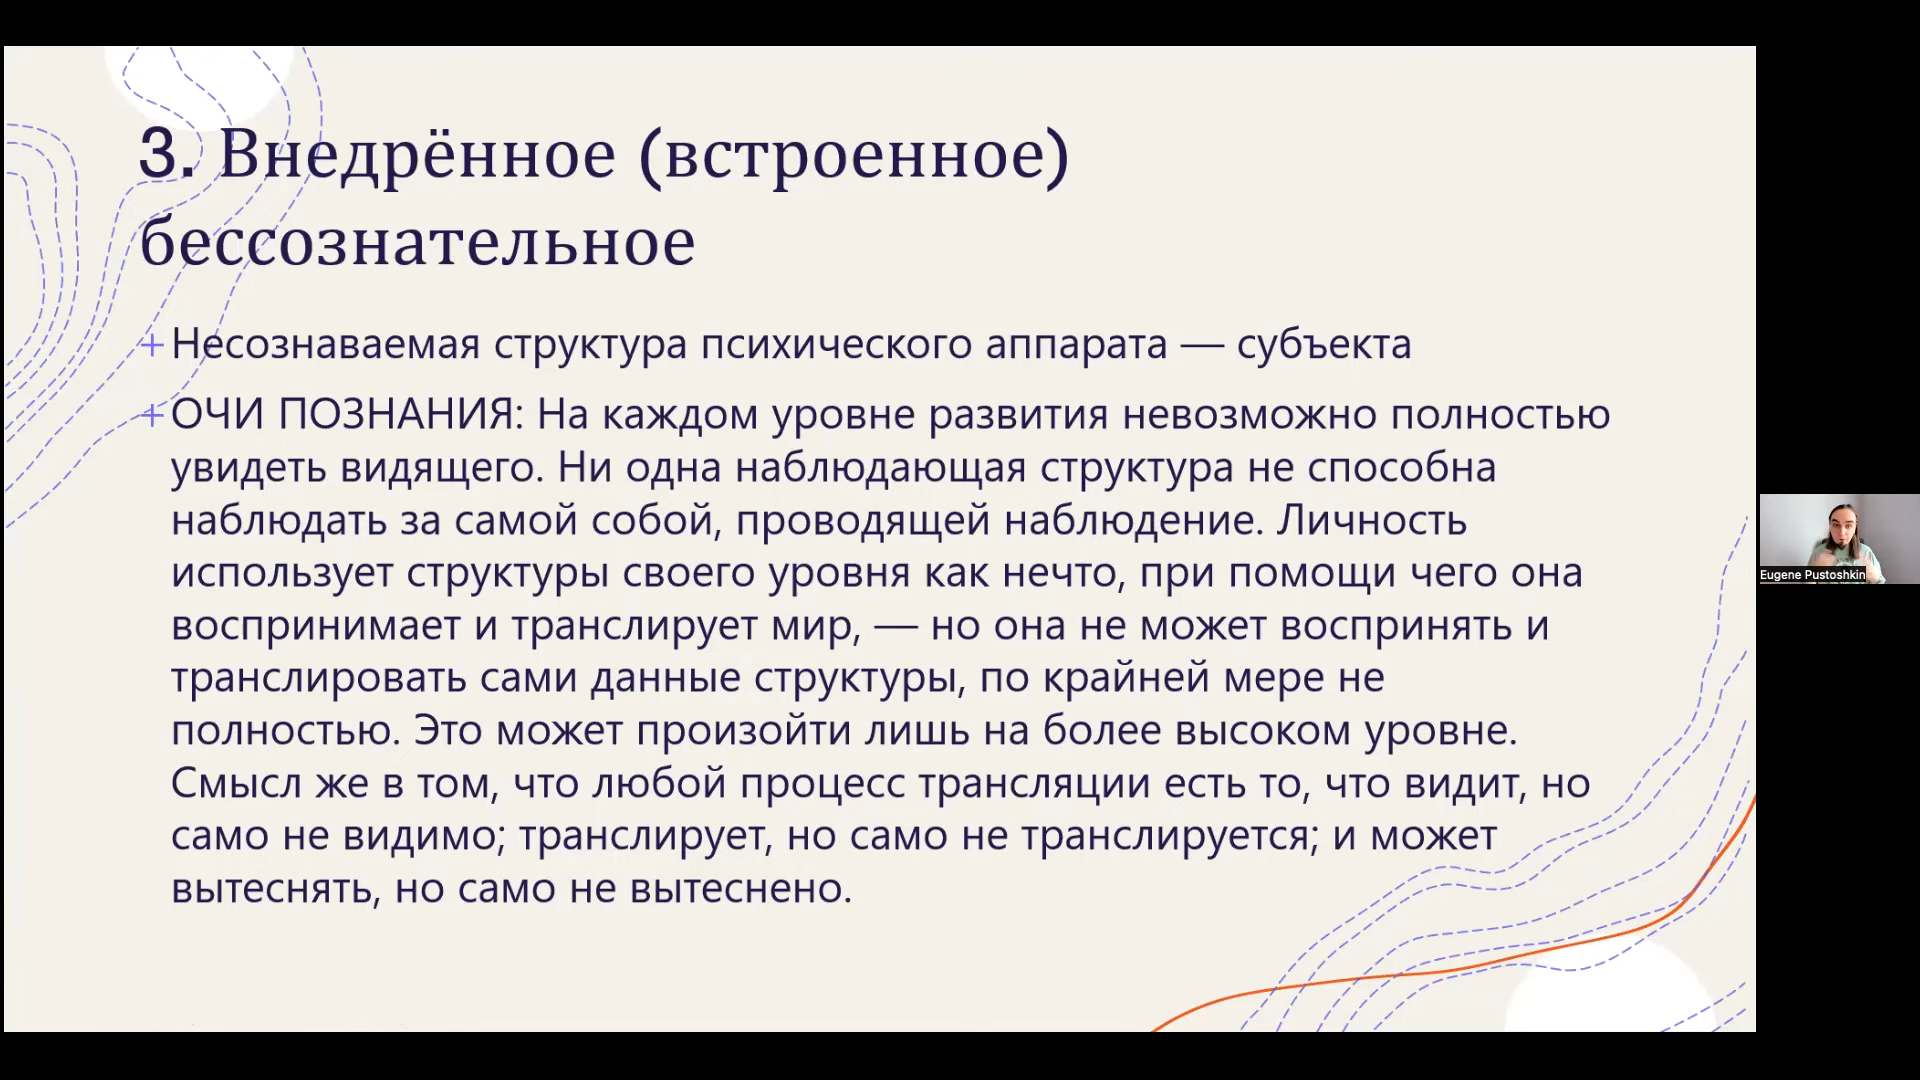 3. Внедрённое (встроенное)
бессознательное
+ Несознаваемая структура психического аппарата — субъекта
+ ОЧИ ПОЗНАНИЯ: На каждом уровне развития невозможно полностью
увидеть видящего. Ни одна наблюдающая структура не способна
наблюдать за самой собой, проводящей наблюдение. Личность
использует структуры своего уровня как нечто, при помощи чего она
воспринимает и транслирует мир, — но она не может воспринять и
транслировать сами данные структуры, по крайней мере не
полностью. Это может произойти лишь на более высоком уровне.
Смысл же в том, что любой процесс трансляции есть то, что видит, но
само не видимо; транслирует, но само не транслируется; и может
вытеснять, но само не вытеснено.
Eugene Pustoshkin